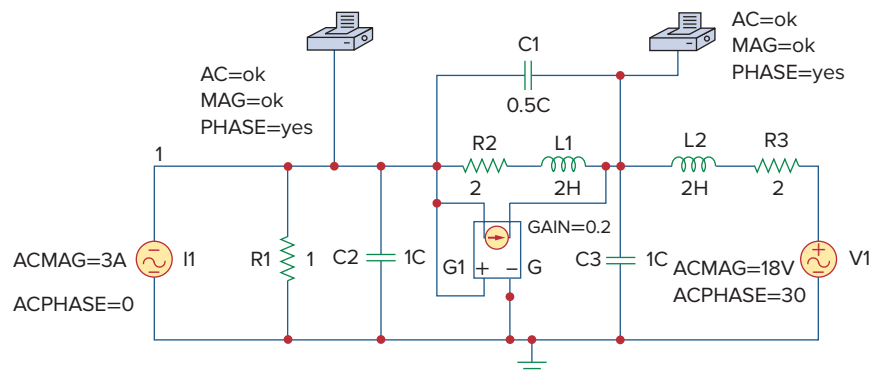 AC=ok
MAG=ok
PHASE=yes
AC=ok
MAG=ok
PHASE=yes
C1
0.5C
1
R2
2
L1
2H
L2
2H
R3
2
ACMAG=3A
ACPHASE=0
I1
R1
1
C2
1C
GAIN=0.2
G1
+
−
G
C3
1C
ACMAG=18V
ACPHASE=30
+
−
V1